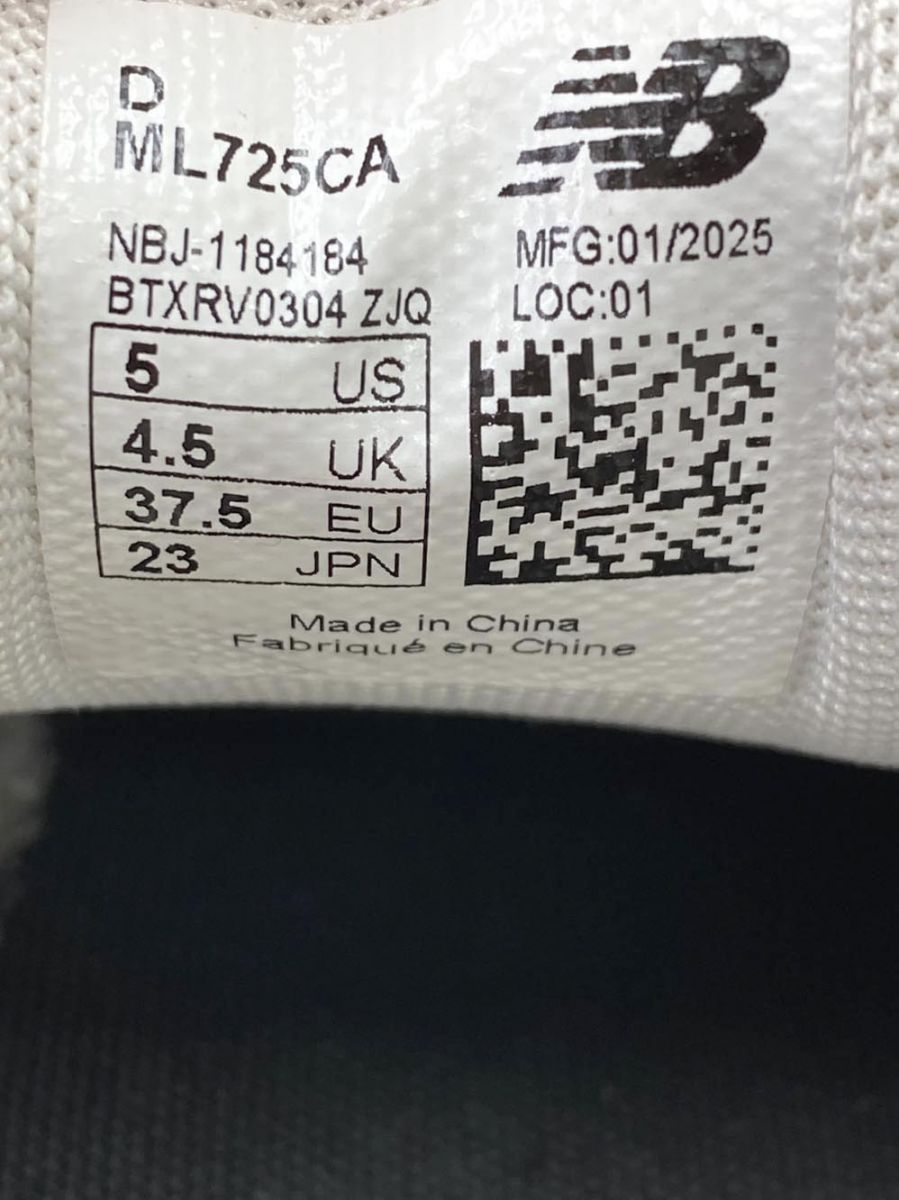 D
ML725CA
NB
NBJ-1184184
MFG:01/2025
BTXRV0304 ZJQ
LOC:01
5 US
4.5 UK
37.5 EU
23 JPN
Made in China
Fabriqué en Chine